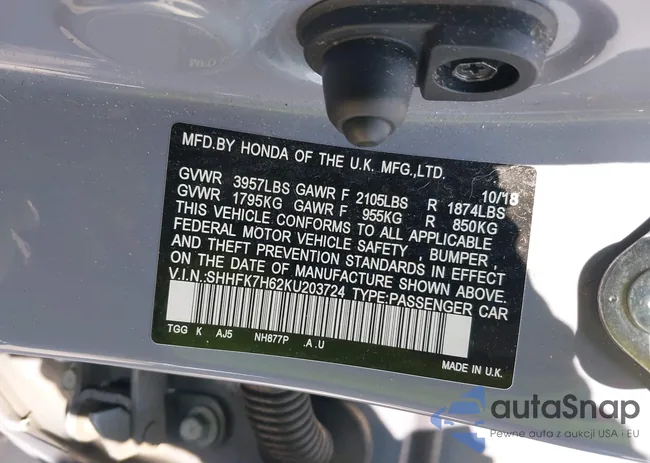 MFD.BY HONDA OF THE U.K. MFG.,LTD.
10/18
GVWR 3957LBS GAWR F 2105LBS R 1874LBS
GVWR 1795KG GAWR F 955KG R 850KG
THIS VEHICLE CONFORMS TO ALL APPLICABLE
FEDERAL MOTOR VEHICLE SAFETY , BUMPER ,
AND THEFT PREVENTION STANDARDS IN EFFECT
ON THE DATE OF MANUFACTURE SHOWN ABOVE.
V.I.N:SHHFK7H62KU203724 TYPE:PASSENGER CAR
TGG K AJ5 NH877P .A.U
MADE IN U.K.
autaSnap
Pewne auta z aukcji USA i EU